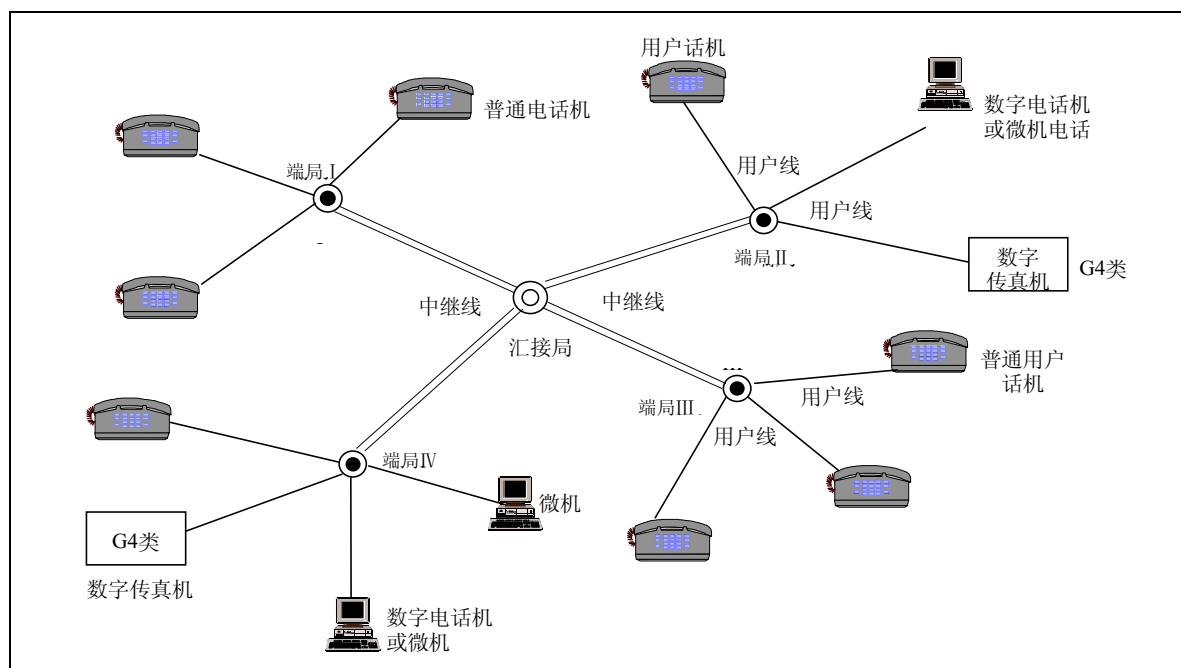 用户话机
普通电话机
数字电话机
或微机电话
端局I
用户线
用户线
端局II
数字
传真机
G4类
中继线
中继线
汇接局
普通用户
话机
端局III
用户线
用户线
端局IV
微机
G4类
数字传真机
数字电话机
或微机